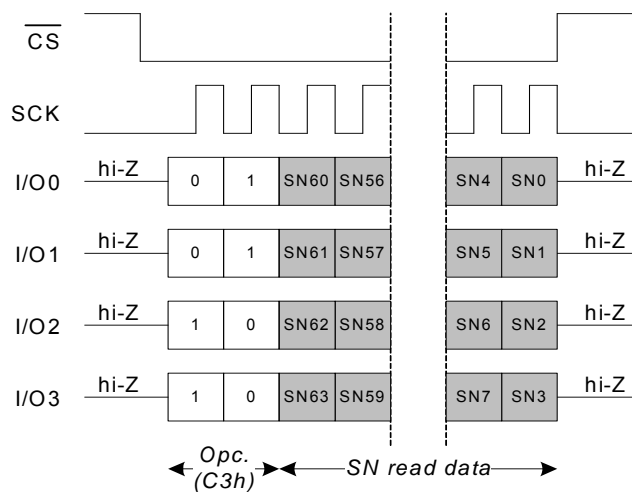 CS
SCK
I/O0 hi-Z 0 1 SN60 SN56 SN4 SN0 hi-Z
I/O1 hi-Z 0 1 SN61 SN57 SN5 SN1 hi-Z
I/O2 hi-Z 1 0 SN62 SN58 SN6 SN2 hi-Z
I/O3 hi-Z 1 0 SN63 SN59 SN7 SN3 hi-Z
Opc.
(C3h)
SN read data